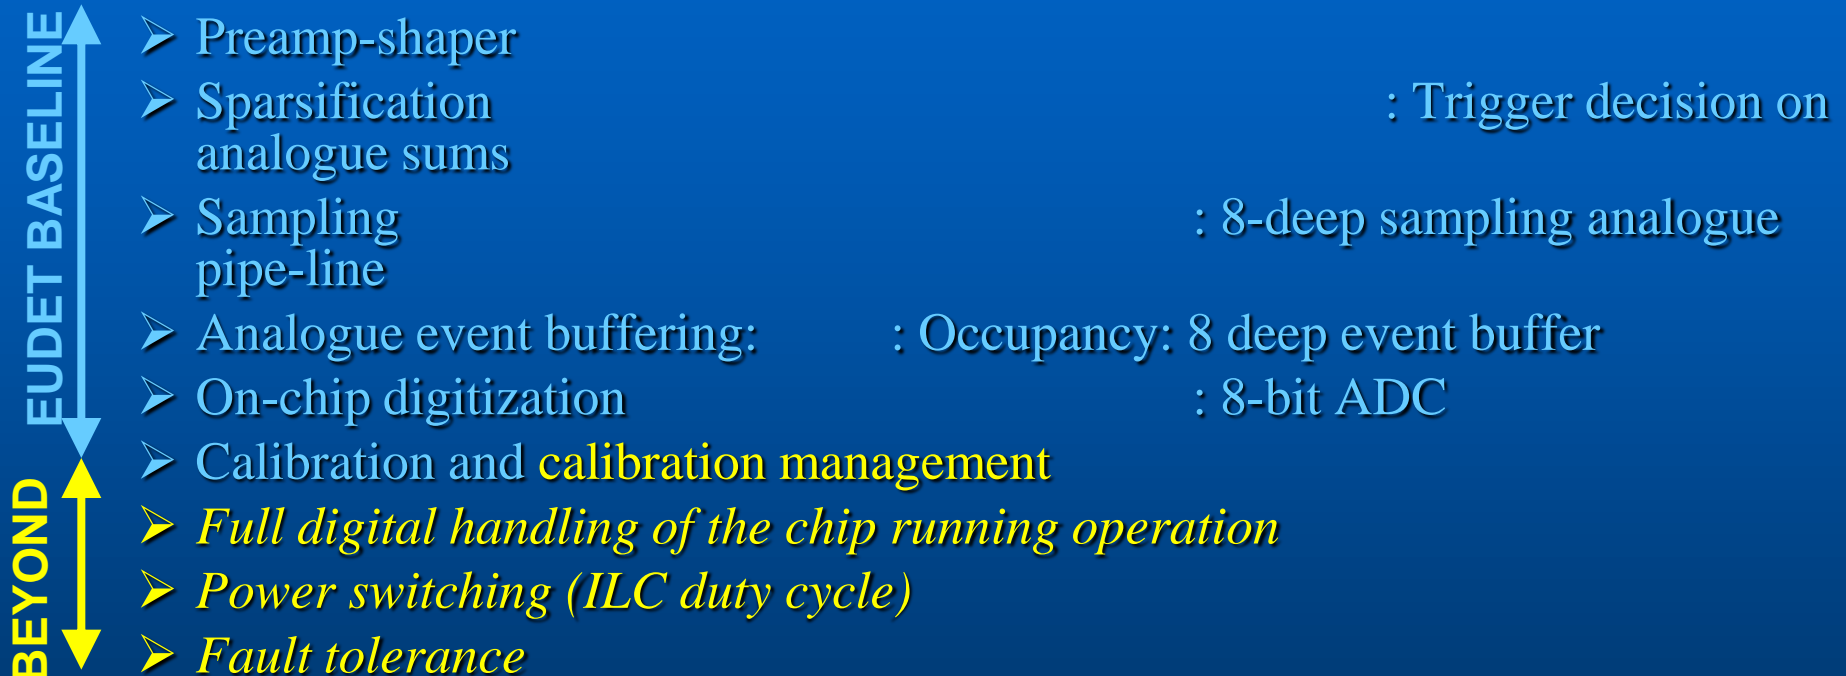 EUDET BASELINE
➢ Preamp-shaper
➢ Sparsification : Trigger decision on
analogue sums
➢ Sampling : 8-deep sampling analogue
pipe-line
➢ Analogue event buffering: : Occupancy: 8 deep event buffer
➢ On-chip digitization : 8-bit ADC
➢ Calibration and calibration management
BEYOND
➢ Full digital handling of the chip running operation
➢ Power switching (ILC duty cycle)
➢ Fault tolerance